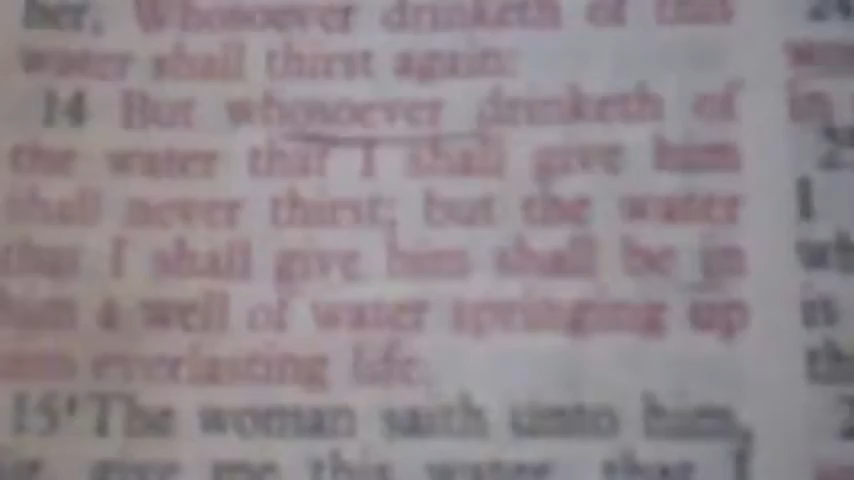 her, Whosoever drinketh of this
water shall thirst again:
14 But whosoever drinketh of
the water that I shall give him
shall never thirst; but the water
that I shall give him shall be in
him a well of water springing up
into everlasting life.
15 The woman saith unto him,
give me this water, that I